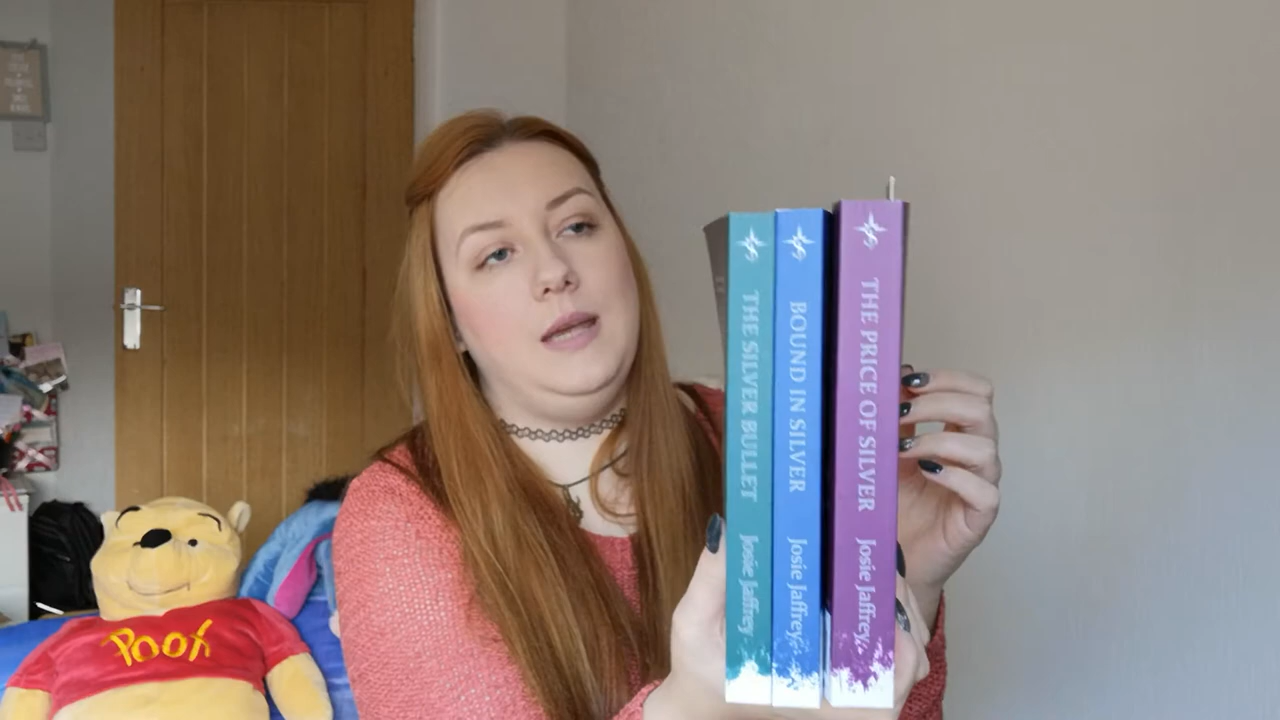 THE SILVER BULLET Josie Jaffrey
BOUND IN SILVER Josie Jaffrey
THE PRICE OF SILVER Josie Jaffrey
Pooh